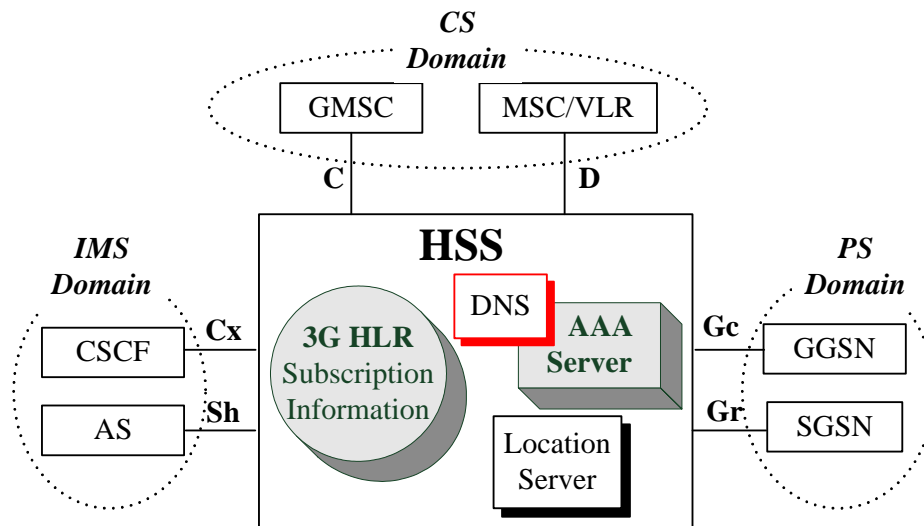 CS
Domain
GMSC
MSC/VLR
C
D
IMS
Domain
HSS
PS
Domain
DNS
Cx
CSCF
3G HLR
Subscription
Information
AAA
Server
Gc
GGSN
Sh
AS
Gr
SGSN
Location
Server